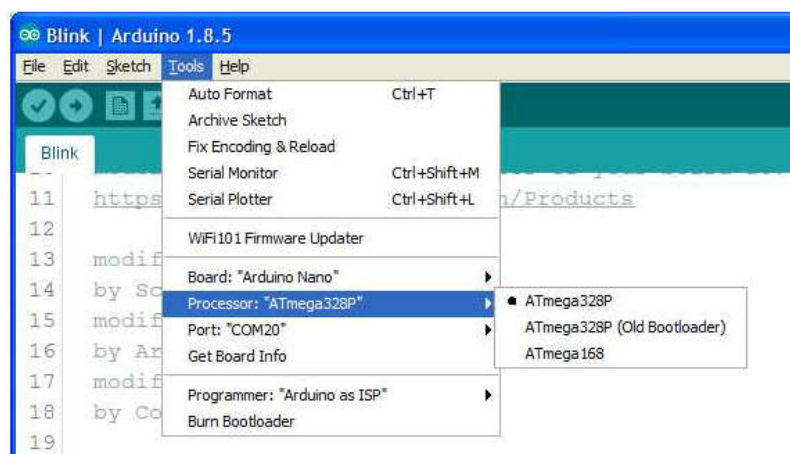 Blink | Arduino 1.8.5
File Edit Sketch Tools Help
Auto Format Ctrl+T
Archive Sketch
Fix Encoding & Reload
Serial Monitor Ctrl+Shift+M
Serial Plotter Ctrl+Shift+L
WiFi101 Firmware Updater
Board: "Arduino Nano"
Processor: "ATmega328P"
Port: "COM20"
Get Board Info
Programmer: "Arduino as ISP"
Burn Bootloader
ATmega328P
ATmega328P (Old Bootloader)
ATmega168
Blink
11 https n/Products
12
13 modif
14 by Sc
15 modif
16 by Ar
17 modif
18 by Co
19